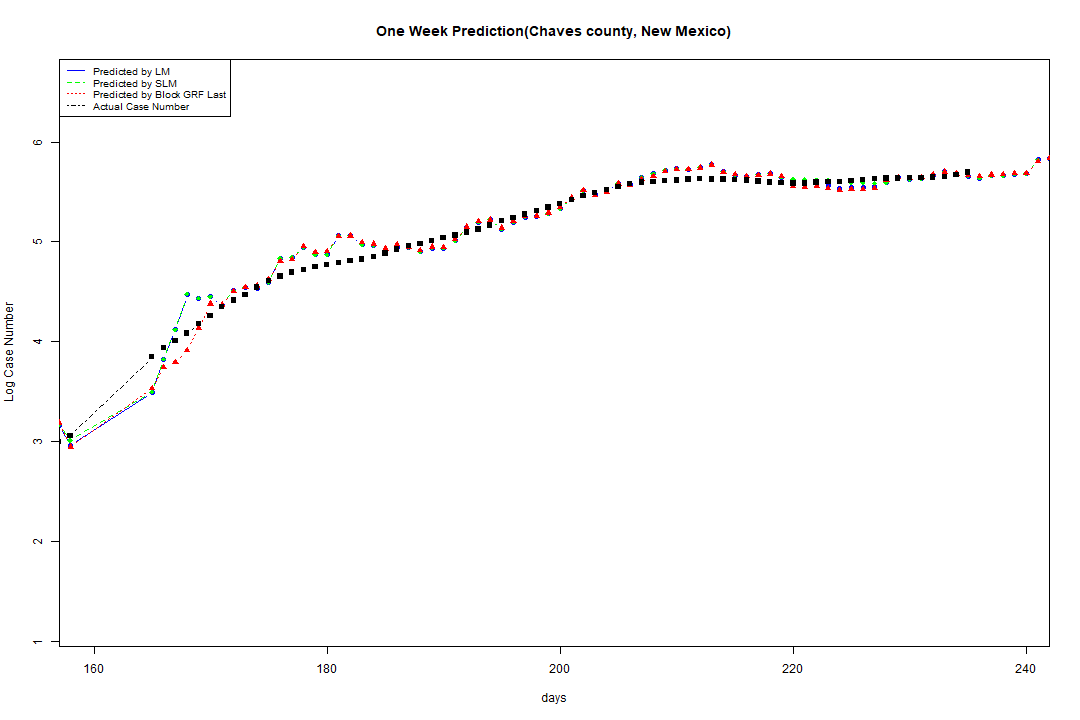 One Week Prediction(Chaves county, New Mexico)
Predicted by LM
Predicted by SLM
Predicted by Block GRF Last
Actual Case Number
6
5
4
3
2
1
Log Case Number
160 180 200 220 240
days